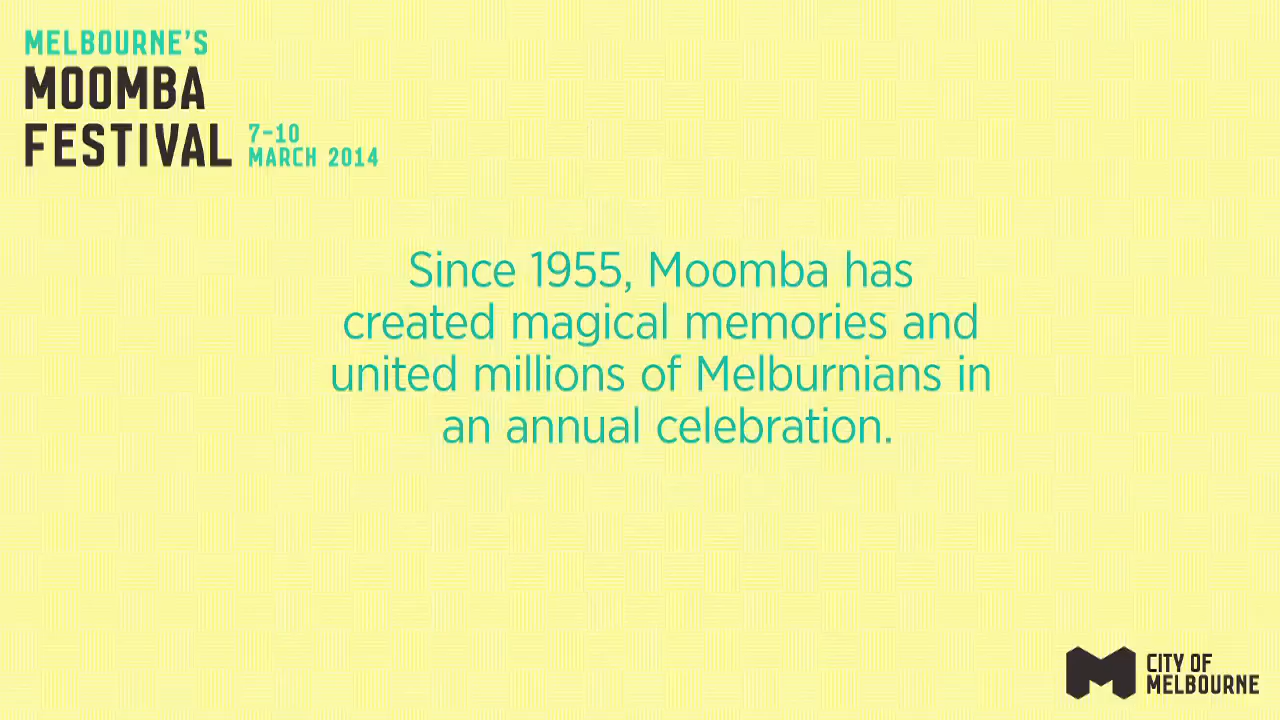 MELBOURNE'S
MOOMBA
FESTIVAL
7-10
MARCH 2014
Since 1955, Moomba has
created magical memories and
united millions of Melburnians in
an annual celebration.
CITY OF
MELBOURNE